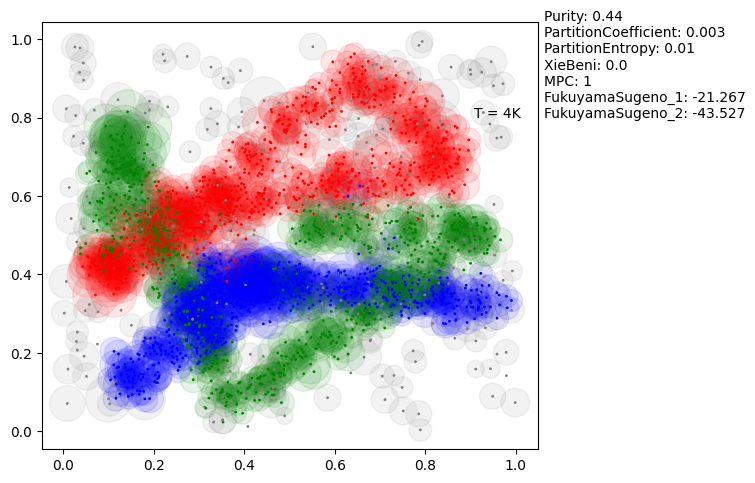 Purity: 0.44
PartitionCoefficient: 0.003
PartitionEntropy: 0.01
XieBeni: 0.0
MPC: 1
FukuyamaSugeno_1: -21.267
FukuyamaSugeno_2: -43.527
T = 4K
1.0
0.8
0.6
0.4
0.2
0.0
0.0 0.2 0.4 0.6 0.8 1.0